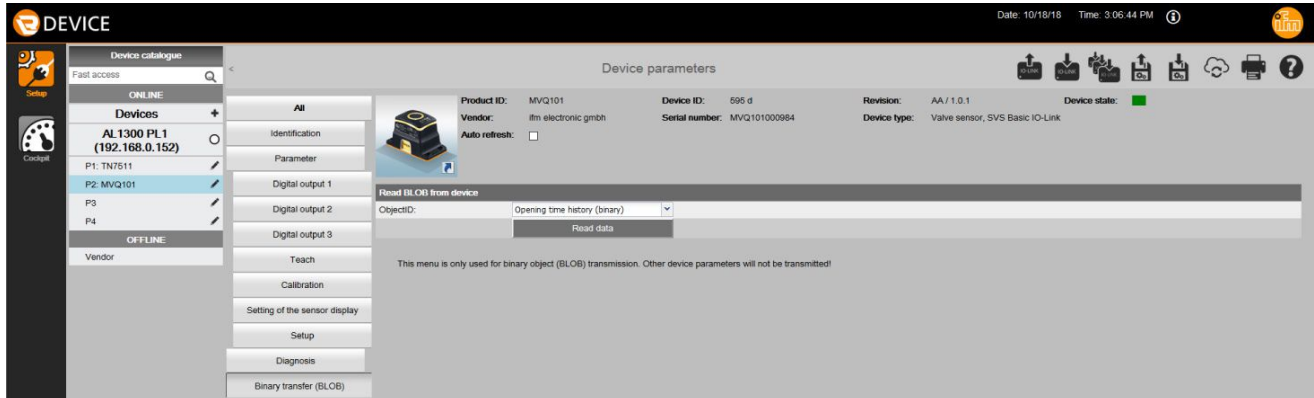 DEVICE
Date: 10/18/18 Time: 3:06:44 PM
ifm
Setup
Cockpit
Device catalogue
Fast access
ONLINE
Devices +
AL1300 PL1
(192.168.0.152)
P1: TN7511
P2: MVQ101
P3
P4
OFFLINE
Vendor
< Device parameters
IO-LINK IO-LINK IO-LINK
All
Identification
Parameter
Digital output 1
Digital output 2
Digital output 3
Teach
Calibration
Setting of the sensor display
Setup
Diagnosis
Binary transfer (BLOB)
Product ID: MVQ101 Device ID: 595 d Revision: AA / 1.0.1 Device state:
Vendor: ifm electronic gmbh Serial number: MVQ101000984 Device type: Valve sensor, SVS Basic IO-Link
Auto refresh:
Read BLOB from device
ObjectID: Opening time history (binary)
Read data
This menu is only used for binary object (BLOB) transmission. Other device parameters will not be transmitted!